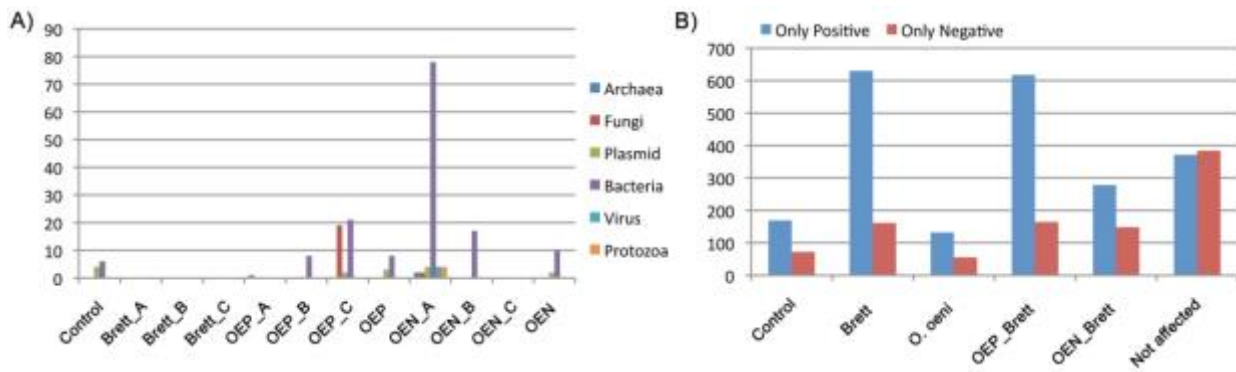 A)
90
80
70
60
50
40
30
20
10
0
Control
Brett_A
Brett_B
Brett_C
OEP_A
OEP_B
OEP_C
OEP
OEN_A
OEN_B
OEN_C
OEN
Archaea
Fungi
Plasmid
Bacteria
Virus
Protozoa
B)
Only Positive Only Negative
700
600
500
400
300
200
100
0
Control
Brett
O. oeni
OEP_Brett
OEN_Brett
Not affected